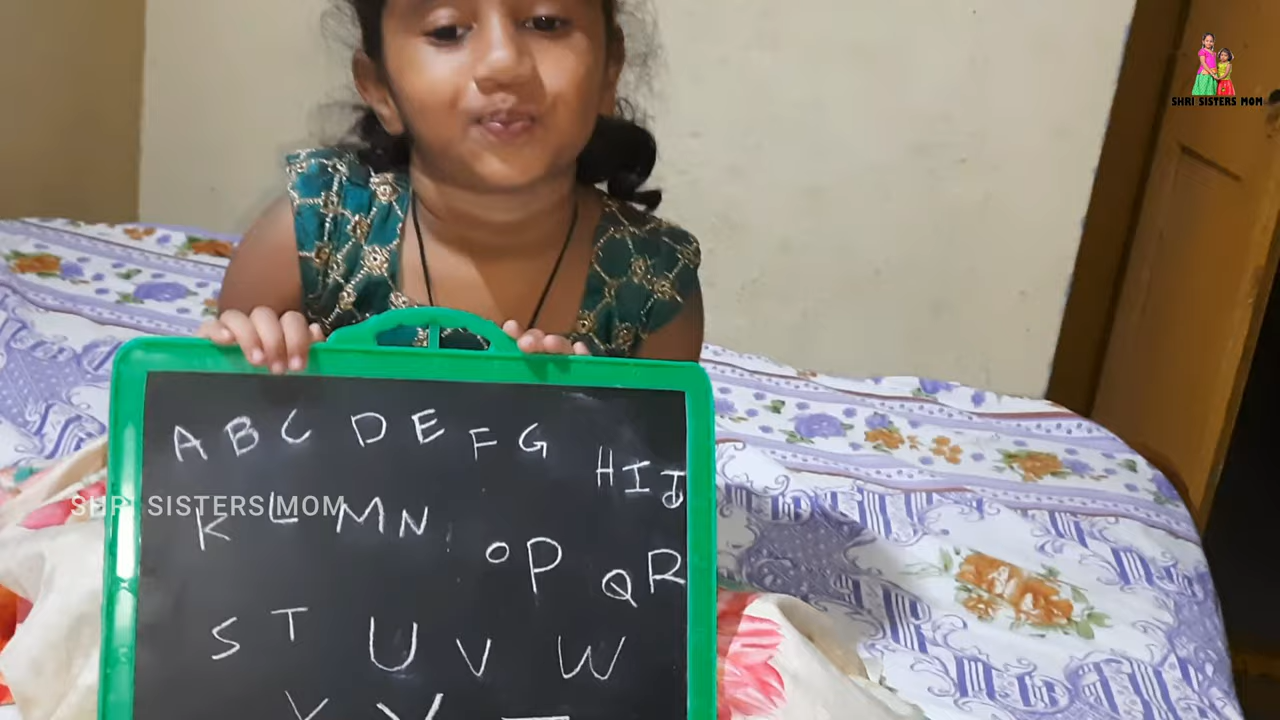 SHRI SISTERS MOM
A B C D E F G H I J
SHRI SISTERS MOM
K L M N O P Q R
S T U V W